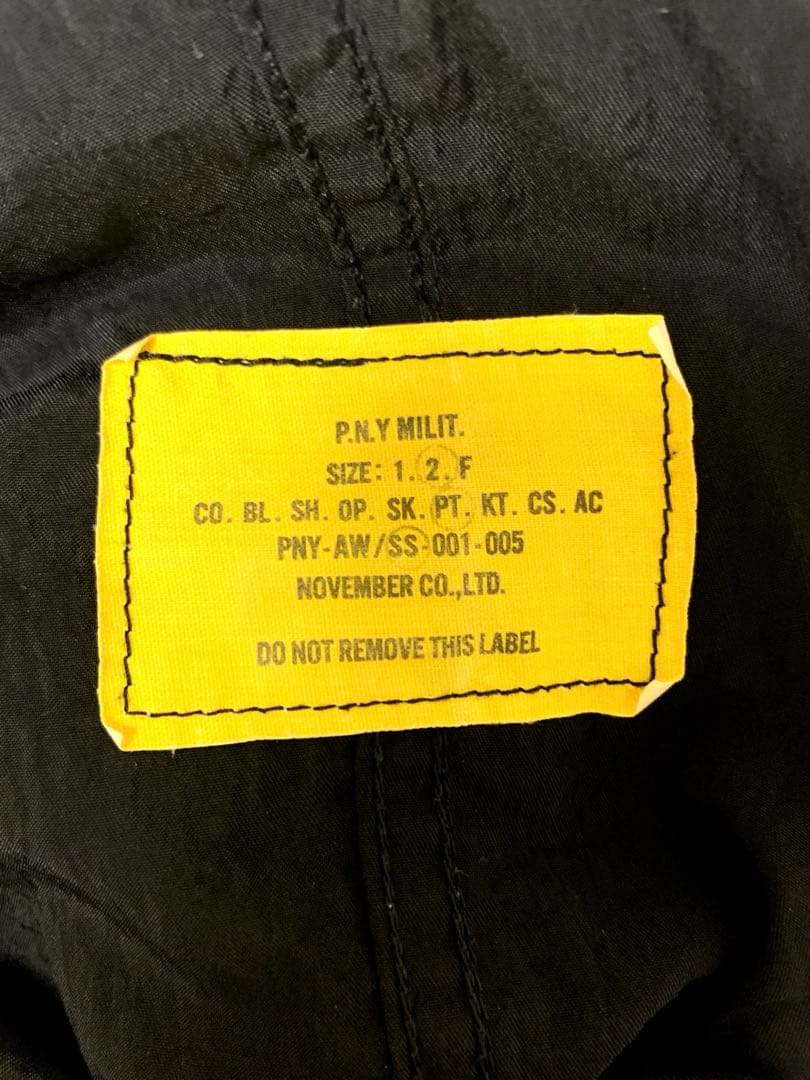 P.N.Y MILIT.
SIZE: 1. 2. F
CO. BL. SH. OP. SK. PT. KT. CS. AC
PNY-AW/SS-001-005
NOVEMBER CO.,LTD.
DO NOT REMOVE THIS LABEL